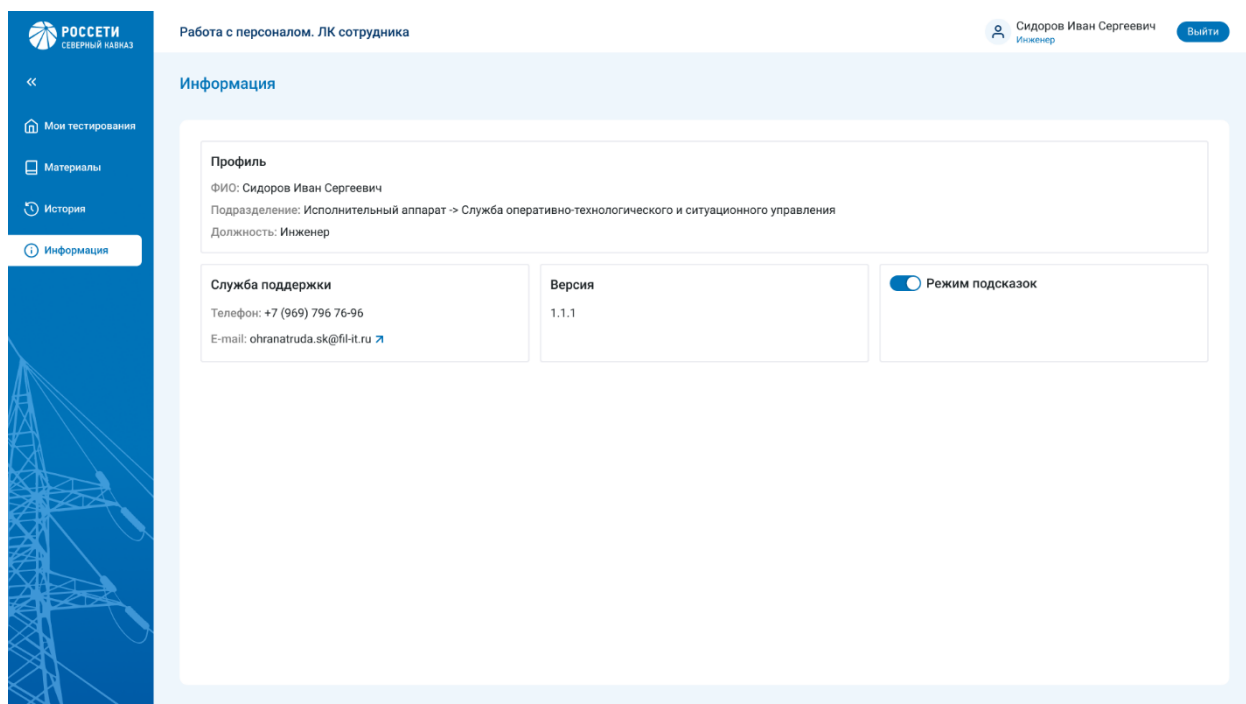 РОССЕТИ
СЕВЕРНЫЙ КАВКАЗ
Работа с персоналом. ЛК сотрудника
Сидоров Иван Сергеевич
Инженер
Выйти
Мои тестирования
Материалы
История
Информация
Информация
Профиль
ФИО: Сидоров Иван Сергеевич
Подразделение: Исполнительный аппарат -> Служба оперативно-технологического и ситуационного управления
Должность: Инженер
Служба поддержки
Телефон: +7 (969) 796 76-96
E-mail: ohranatruda.sk@fil-it.ru
Версия
1.1.1
Режим подсказок